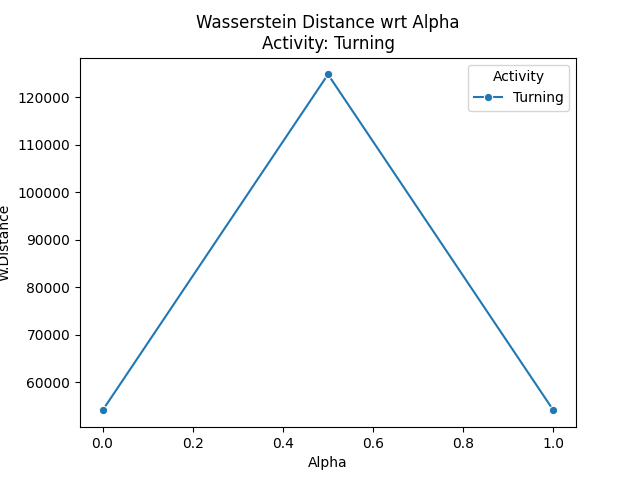 Wasserstein Distance wrt Alpha
Activity: Turning
Activity
Turning
120000
110000
100000
90000
80000
70000
60000
W.Distance
0.0 0.2 0.4 0.6 0.8 1.0
Alpha